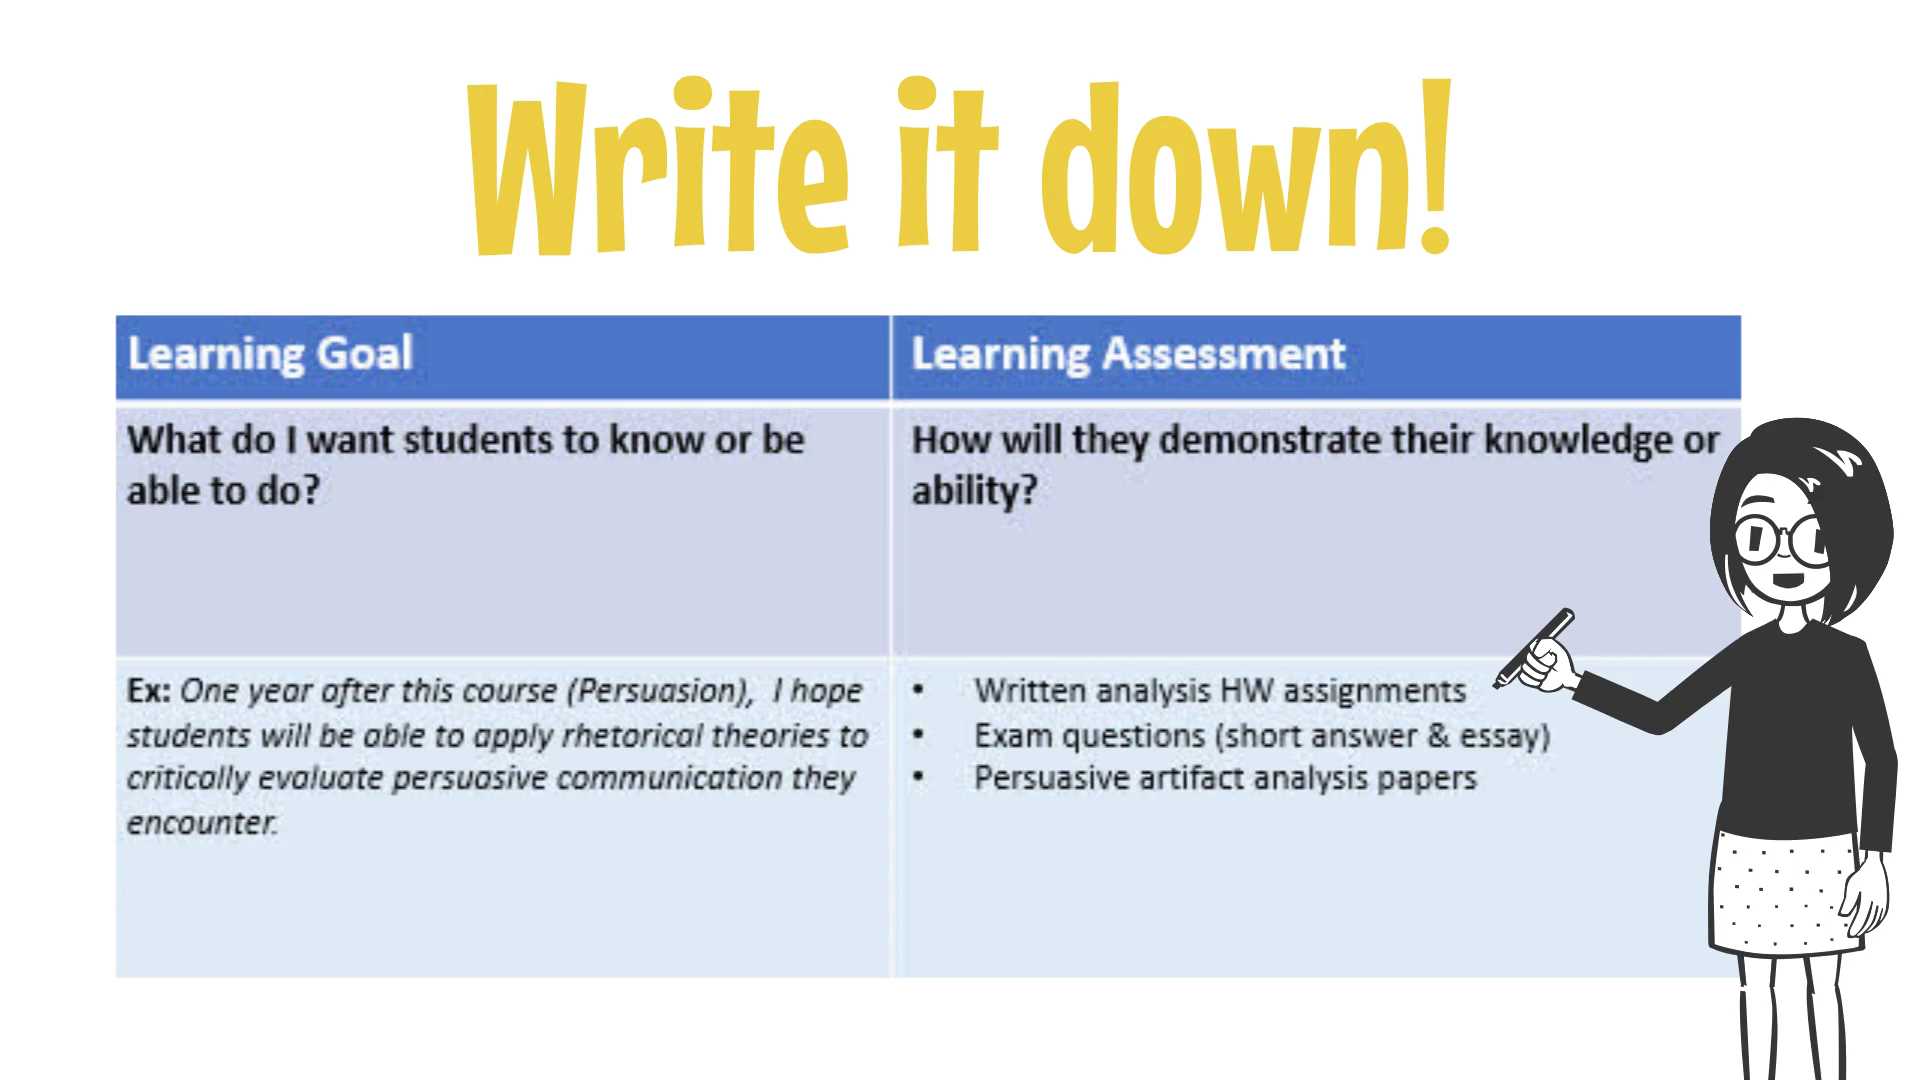 Write it down!
Learning Goal
Learning Assessment
What do I want students to know or be
able to do?
How will they demonstrate their knowledge or
ability?
Ex: One year after this course (Persuasion),  I hope
students will be able to apply rhetorical theories to
critically evaluate persuasive communication they
encounter.
• Written analysis HW assignments
• Exam questions (short answer & essay)
• Persuasive artifact analysis papers